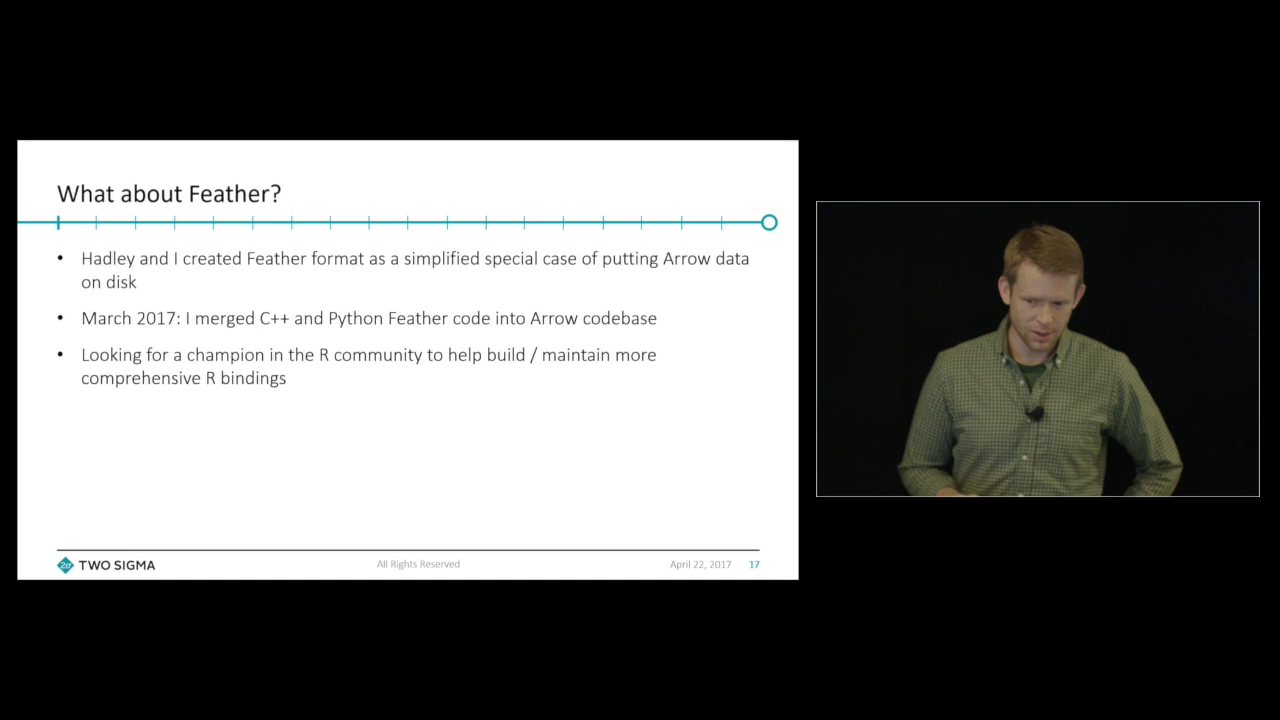 What about Feather?
• Hadley and I created Feather format as a simplified special case of putting Arrow data
on disk
• March 2017: I merged C++ and Python Feather code into Arrow codebase
• Looking for a champion in the R community to help build / maintain more
comprehensive R bindings
2σ TWO SIGMA
All Rights Reserved
April 22, 2017 17